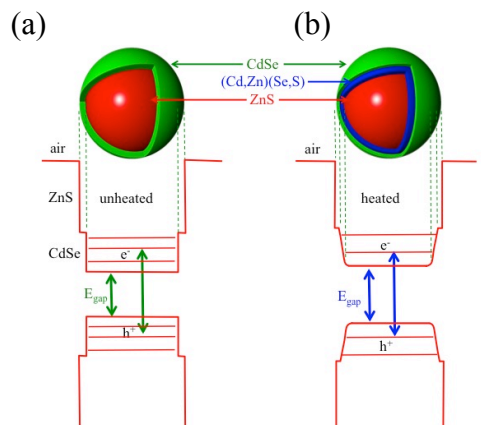 (a)
(b)
CdSe
(Cd,Zn)(Se,S)
ZnS
air
air
ZnS
unheated
heated
CdSe
e-
e-
Egap
Egap
h+
h+